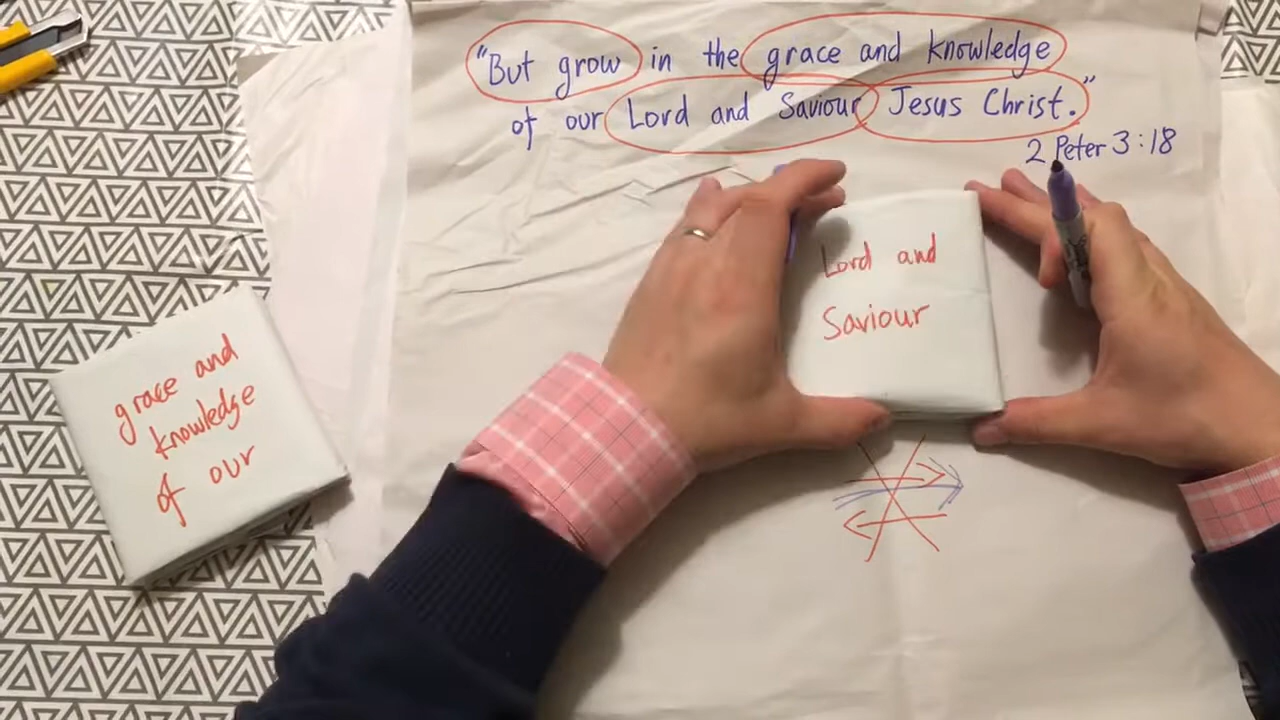 "But grow in the grace and knowledge
of our Lord and Saviour Jesus Christ."
2 Peter 3:18
Lord and
Saviour
grace and
knowledge
of our